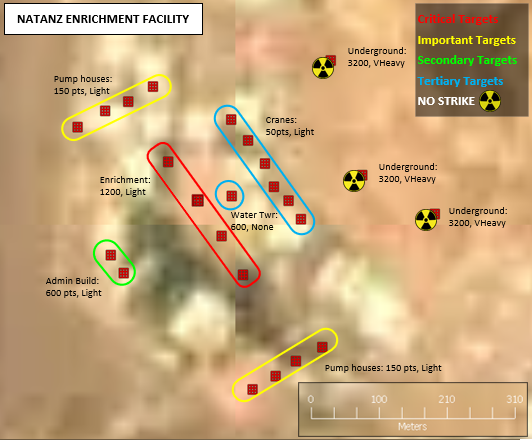 NATANZ ENRICHMENT FACILITY
Critical Targets
Important Targets
Secondary Targets
Tertiary Targets
NO STRIKE
Underground:
3200, VHeavy
Pump houses:
150 pts, Light
Cranes:
50pts, Light
Enrichment:
1200, Light
Underground:
3200, VHeavy
Water Twr:
600, None
Underground:
3200, VHeavy
Admin Build:
600 pts, Light
Pump houses: 150 pts, Light
0 100 210 310
Meters